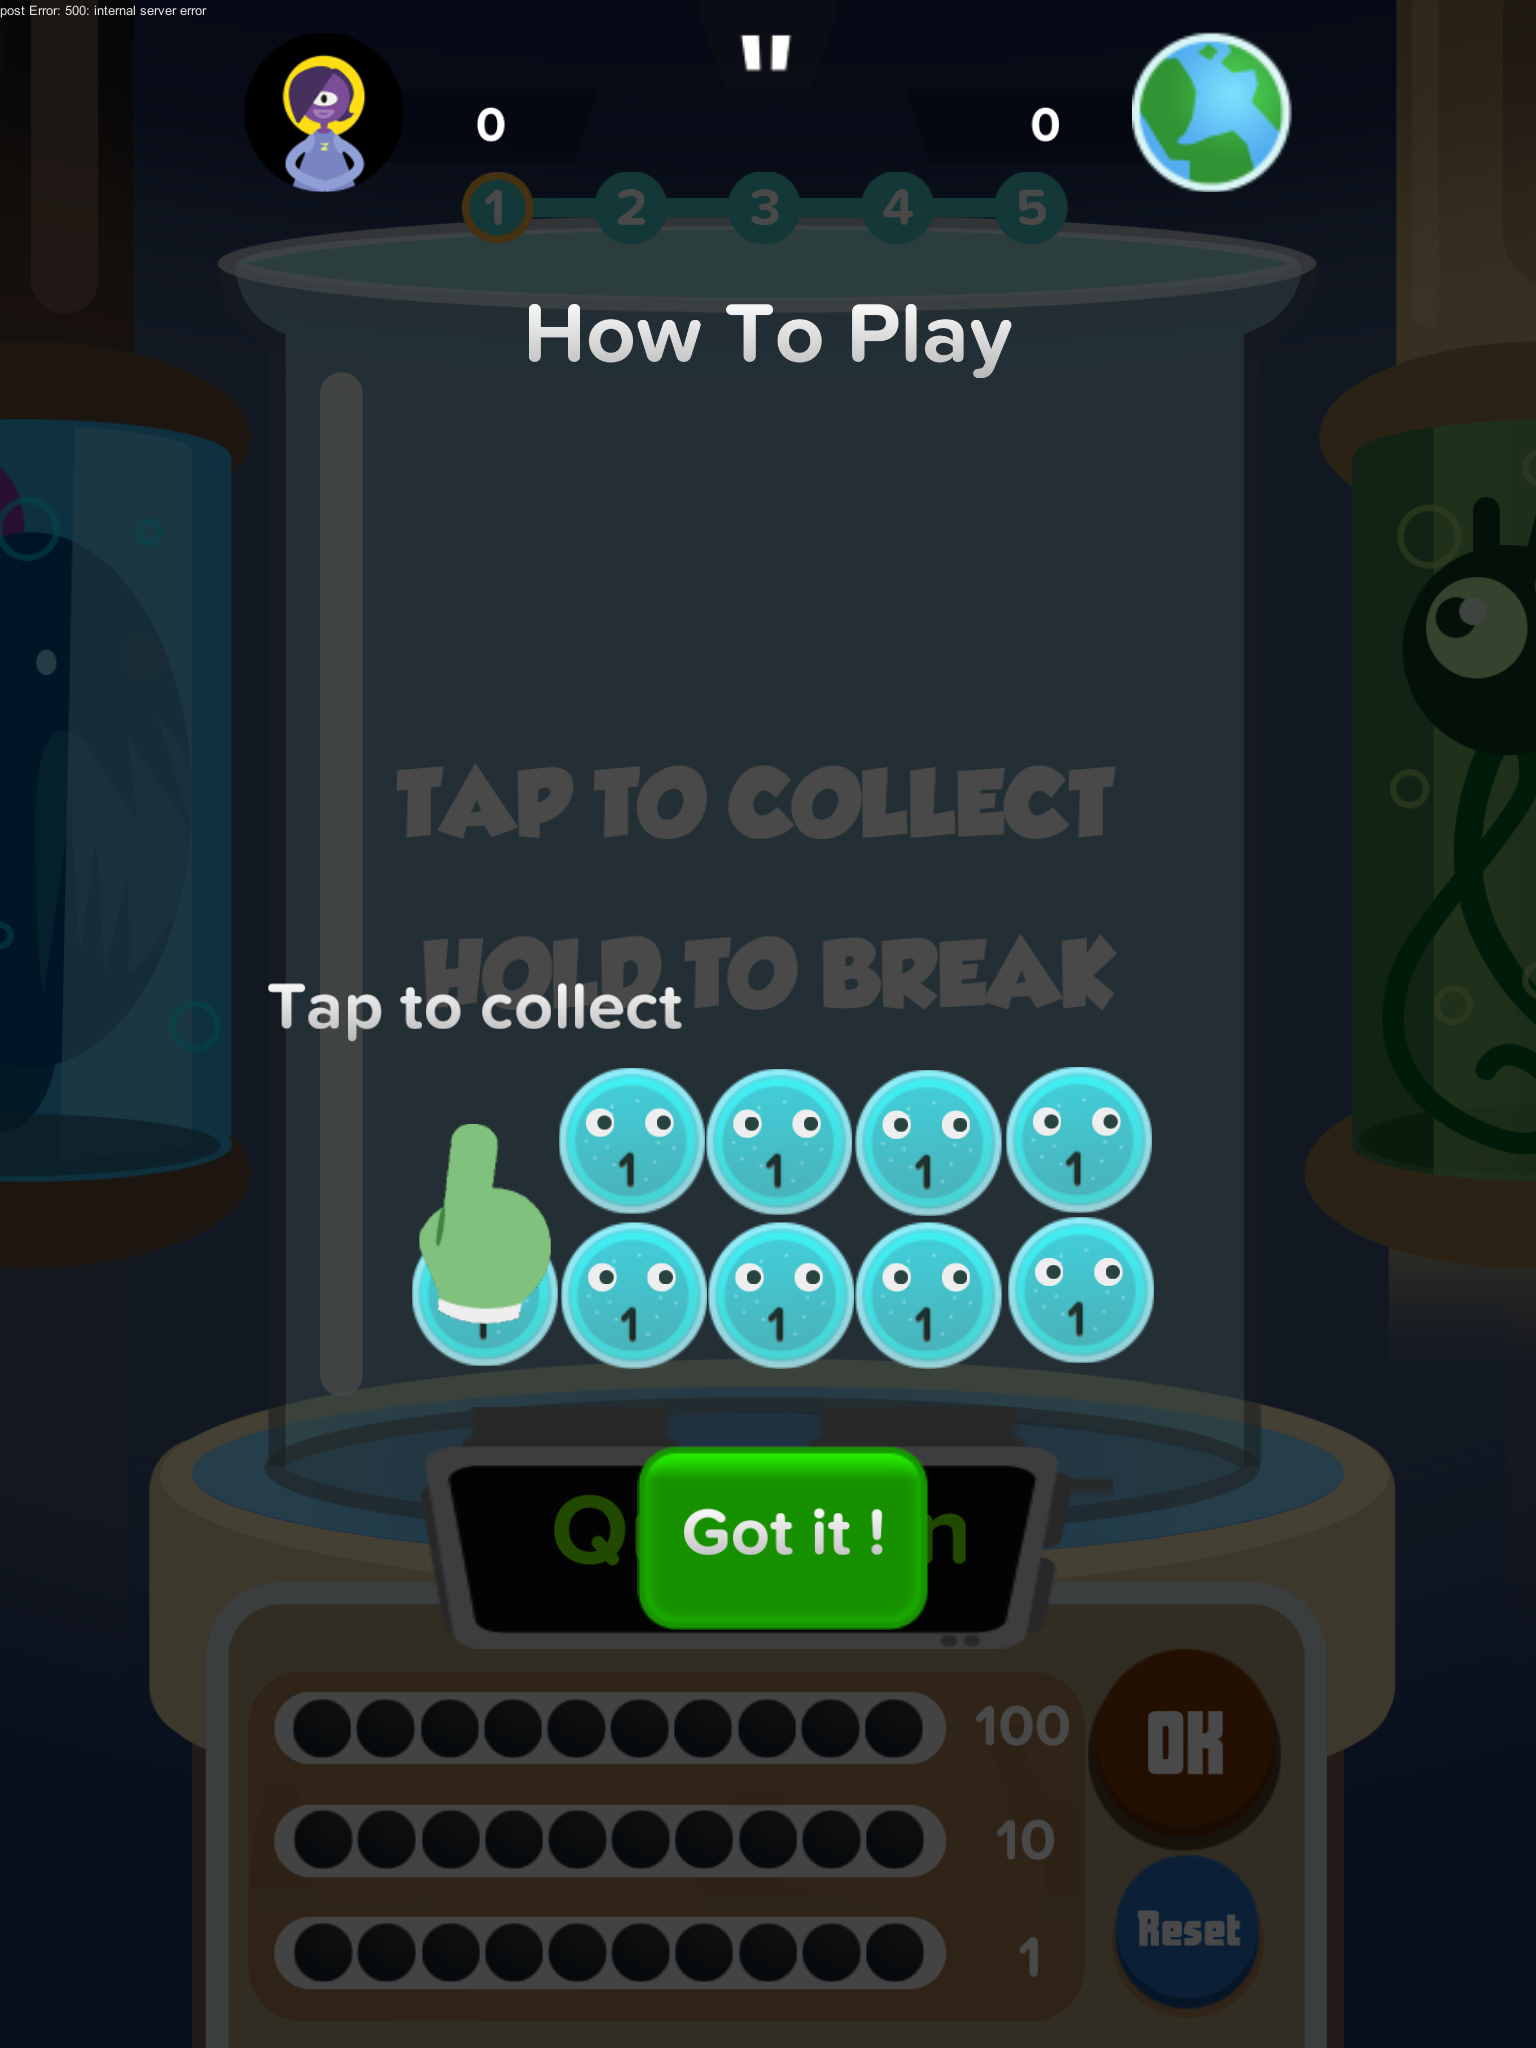 post Error: 500: internal server error
0
0
1 2 3 4 5
How To Play
TAP TO COLLECT
HOLD TO BREAK
Tap to collect
1 1 1 1
1 1 1 1 1
Got it !
100
OK
10
Reset
1